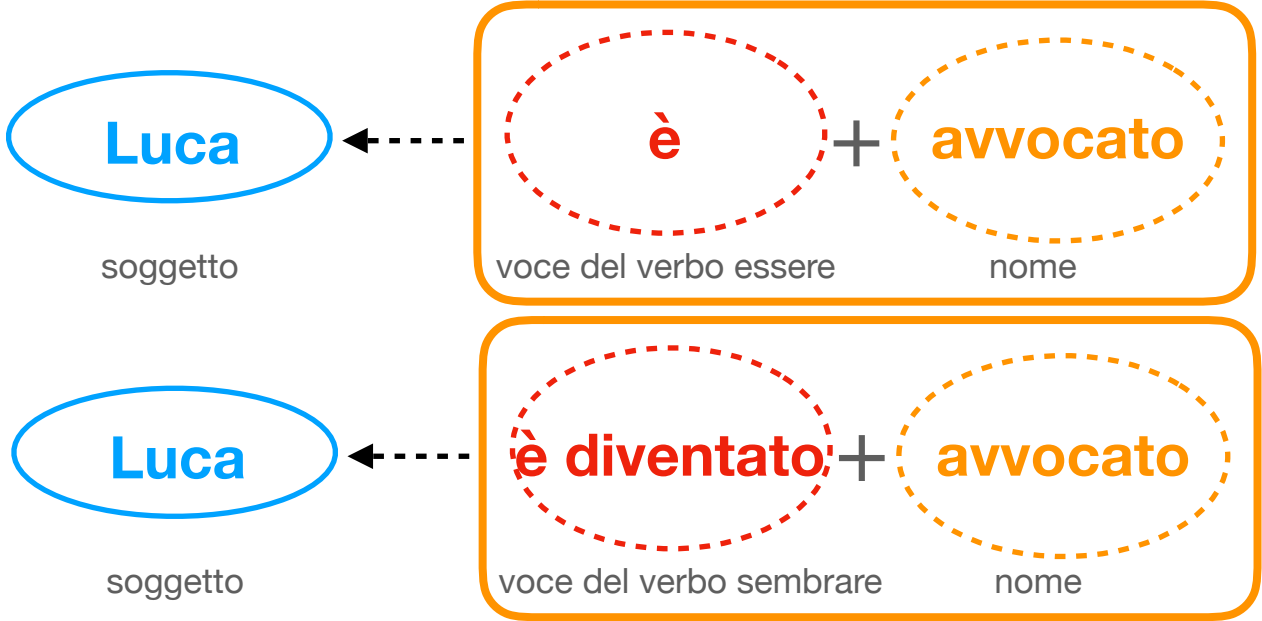 Luca è + avvocato
soggetto voce del verbo essere nome
Luca è diventato + avvocato
soggetto voce del verbo sembrare nome